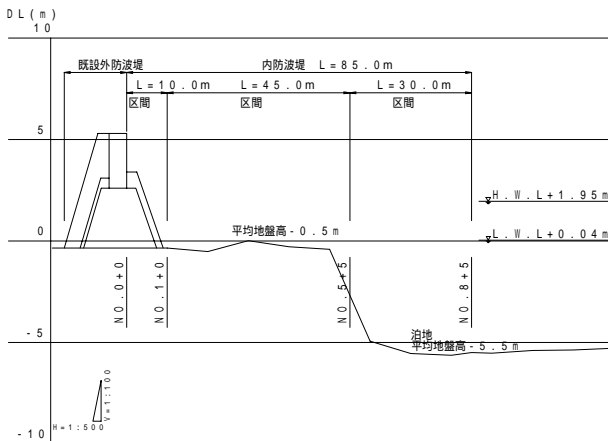 DL(m)
10
既設外防波堤
内防波堤 L=85.0m
L=10.0m
L=45.0m
L=30.0m
区間
区間
区間
5
H.W.L+1.95m
0
平均地盤高-0.5m
L.W.L+0.04m
NO.0+0
NO.1+0
NO.5+5
NO.8+5
-5
泊地
平均地盤高-5.5m
V=1:100
H=1:500
-10